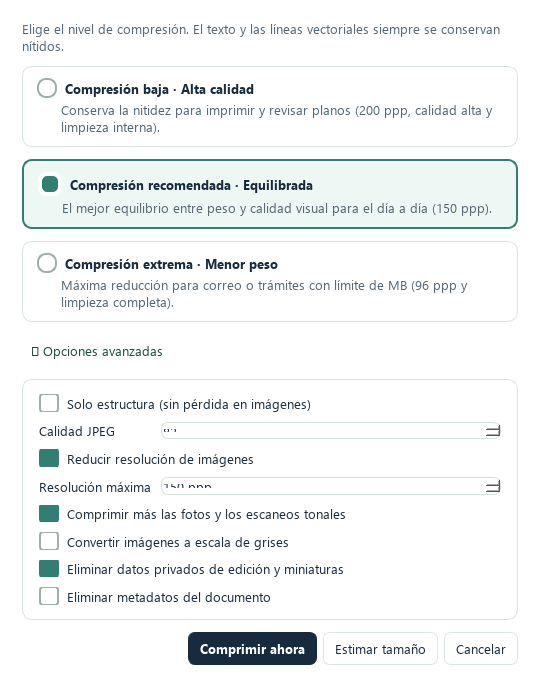 Elige el nivel de compresión. El texto y las líneas vectoriales siempre se conservan
nítidos.
Compresión baja · Alta calidad
Conserva la nitidez para imprimir y revisar planos (200 ppp, calidad alta y
limpieza interna).
Compresión recomendada · Equilibrada
El mejor equilibrio entre peso y calidad visual para el día a día (150 ppp).
Compresión extrema · Menor peso
Máxima reducción para correo o trámites con límite de MB (96 ppp y
limpieza completa).
Opciones avanzadas
Solo estructura (sin pérdida en imágenes)
Calidad JPEG
Reducir resolución de imágenes
Resolución máxima 150 ppp
Comprimir más las fotos y los escaneos tonales
Convertir imágenes a escala de grises
Eliminar datos privados de edición y miniaturas
Eliminar metadatos del documento
Comprimir ahora Estimar tamaño Cancelar